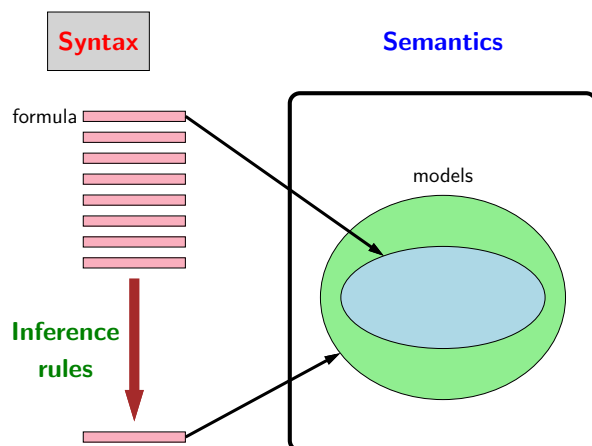 Syntax
Semantics
formula
models
Inference
rules